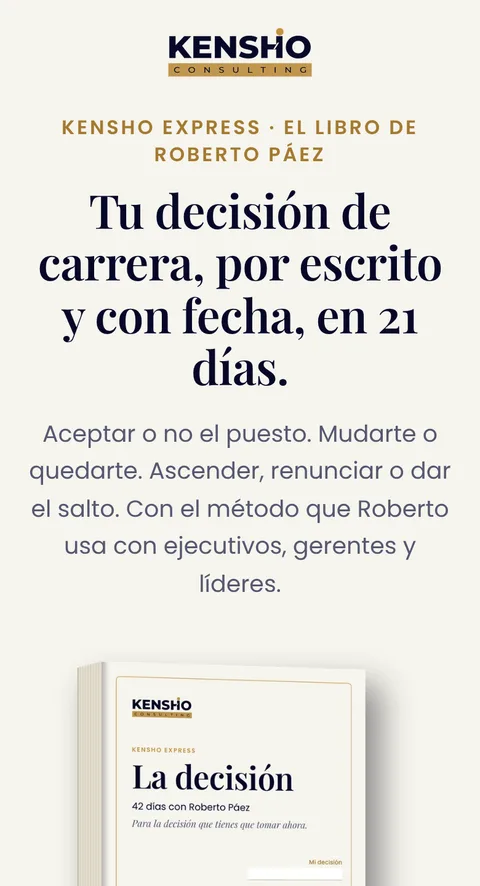 KENSHO
CONSULTING
KENSHO EXPRESS · EL LIBRO DE
ROBERTO PÁEZ
Tu decisión de
carrera, por escrito
y con fecha, en 21
días.
Aceptar o no el puesto. Mudarte o
quedarte. Ascender, renunciar o dar
el salto. Con el método que Roberto
usa con ejecutivos, gerentes y
líderes.
KENSHO
CONSULTING
KENSHO EXPRESS
La decisión
42 días con Roberto Páez
Para la decisión que tienes que tomar ahora.
Mi decisión